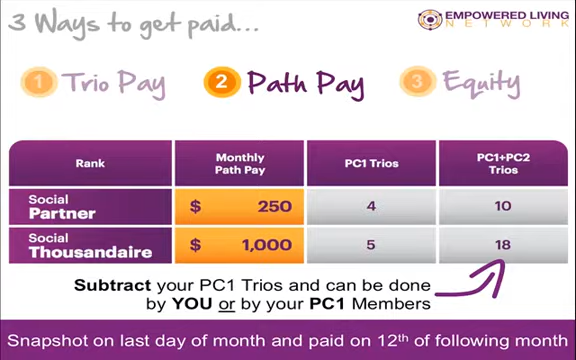 3 Ways to get paid...
EMPOWERED LIVING
NETWORK
1 Trio Pay
2 Path Pay
3 Equity
Rank
Monthly
Path Pay
PC1 Trios
PC1+PC2
Trios
Social
Partner
$ 250
4
10
Social
Thousandaire
$ 1,000
5
18
Subtract your PC1 Trios and can be done
by YOU or by your PC1 Members
Snapshot on last day of month and paid on 12th of following month